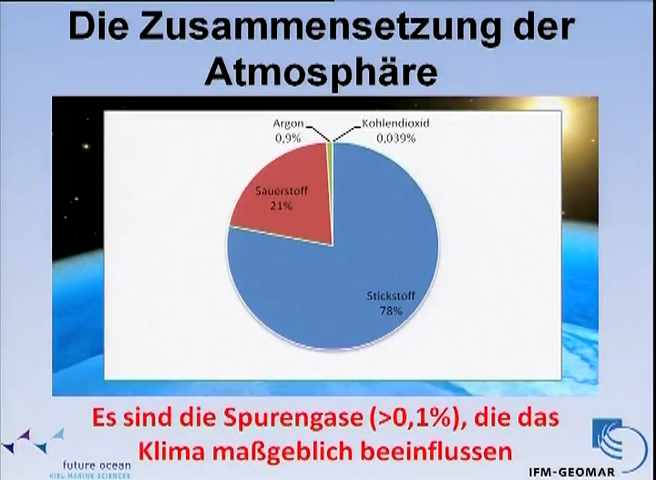 Die Zusammensetzung der
Atmosphäre
Argon
0,9%
Kohlendioxid
0,039%
Sauerstoff
21%
Stickstoff
78%
Es sind die Spurengase (>0,1%), die das
Klima maßgeblich beeinflussen
future ocean
KIEL MARINE SCIENCES
IFM-GEOMAR